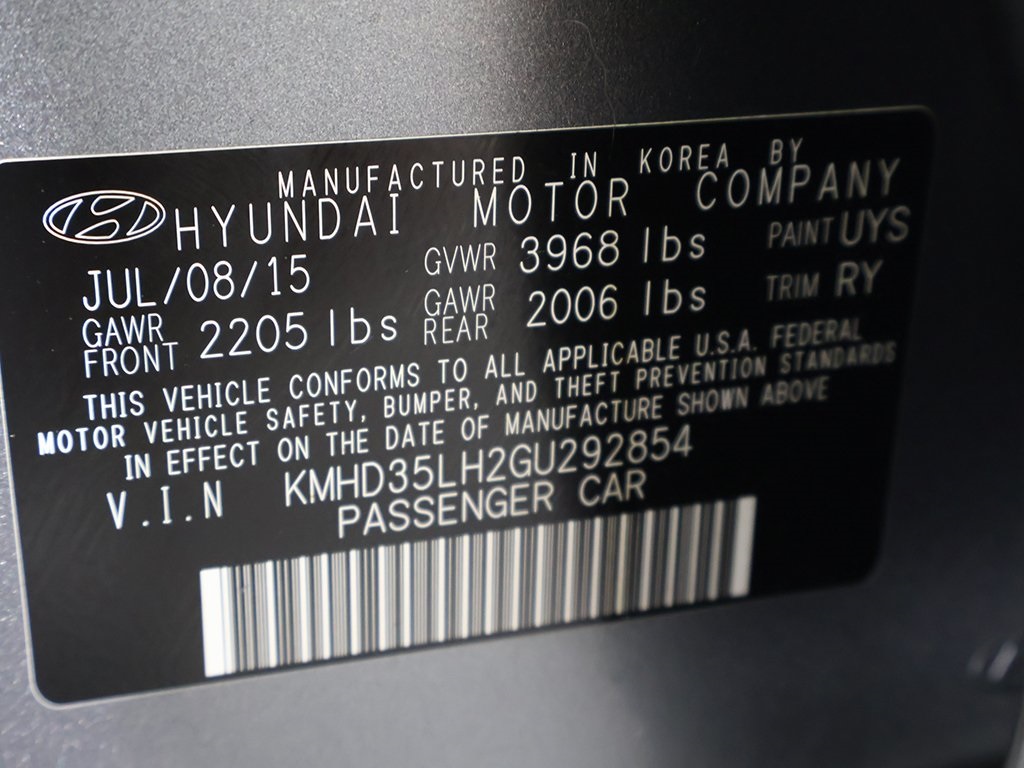 MANUFACTURED IN KOREA BY
HYUNDAI MOTOR COMPANY
JUL/08/15 GVWR 3968 lbs PAINT UYS
GAWR FRONT 2205 lbs GAWR REAR 2006 lbs TRIM RY
THIS VEHICLE CONFORMS TO ALL APPLICABLE U.S.A. FEDERAL
MOTOR VEHICLE SAFETY, BUMPER, AND THEFT PREVENTION STANDARDS
IN EFFECT ON THE DATE OF MANUFACTURE SHOWN ABOVE
V.I.N KMHD35LH2GU292854
PASSENGER CAR